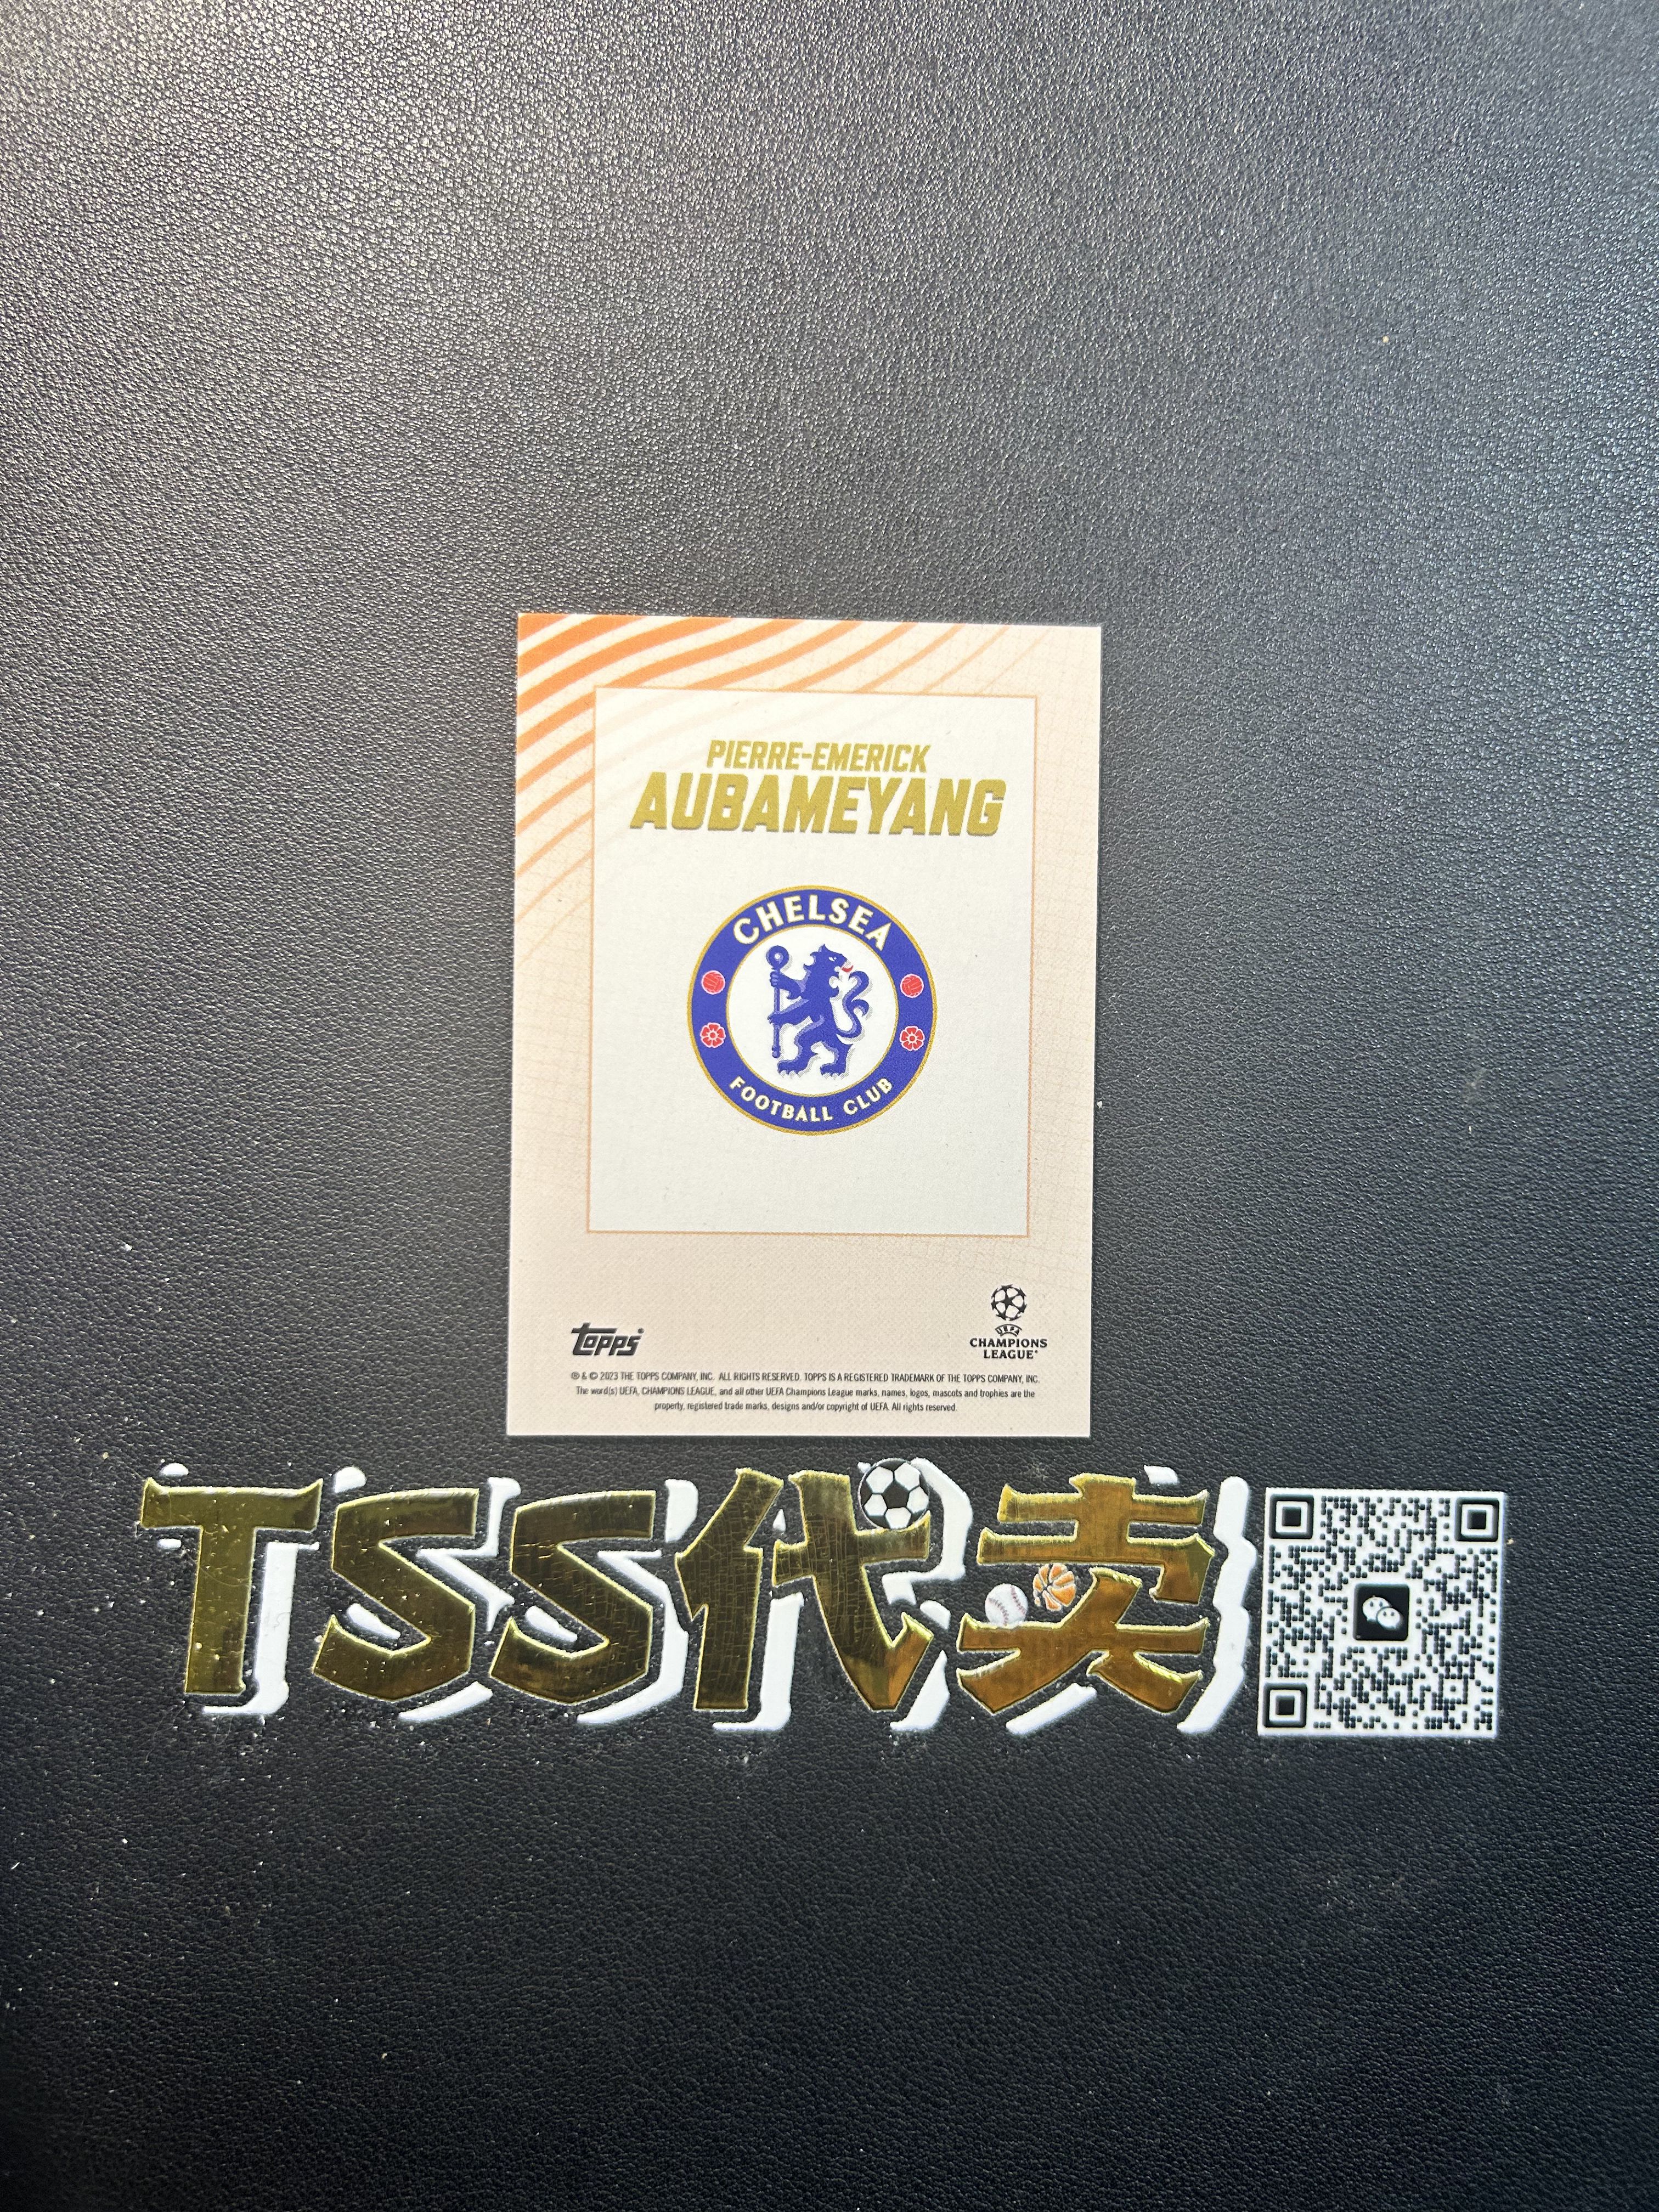 PIERRE-EMERICK
AUBAMEYANG
CHELSEA
FOOTBALL CLUB
topps®
UEFA
CHAMPIONS
LEAGUE®
® & © 2023 THE TOPPS COMPANY, INC. ALL RIGHTS RESERVED. TOPPS IS A REGISTERED TRADEMARK OF THE TOPPS COMPANY, INC.
The word(s) UEFA, CHAMPIONS LEAGUE, and all other UEFA Champions League marks, names, logos, mascots and trophies are the
property, registered trade marks, designs and/or copyright of UEFA. All rights reserved.
TSS代卖